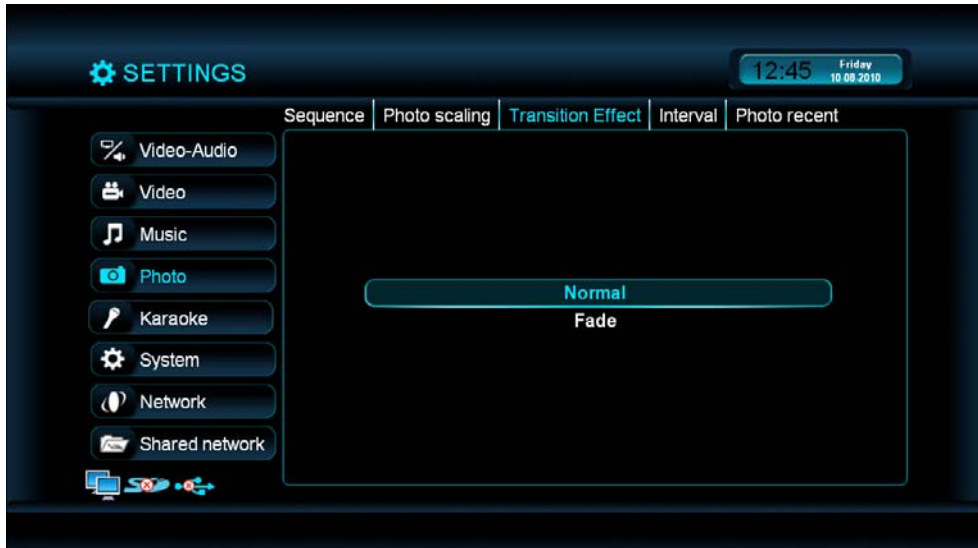 SETTINGS
12:45 Friday
10.08.2010
Sequence Photo scaling Transition Effect Interval Photo recent
Video-Audio
Video
Music
Photo
Karaoke
System
Network
Shared network
Normal
Fade